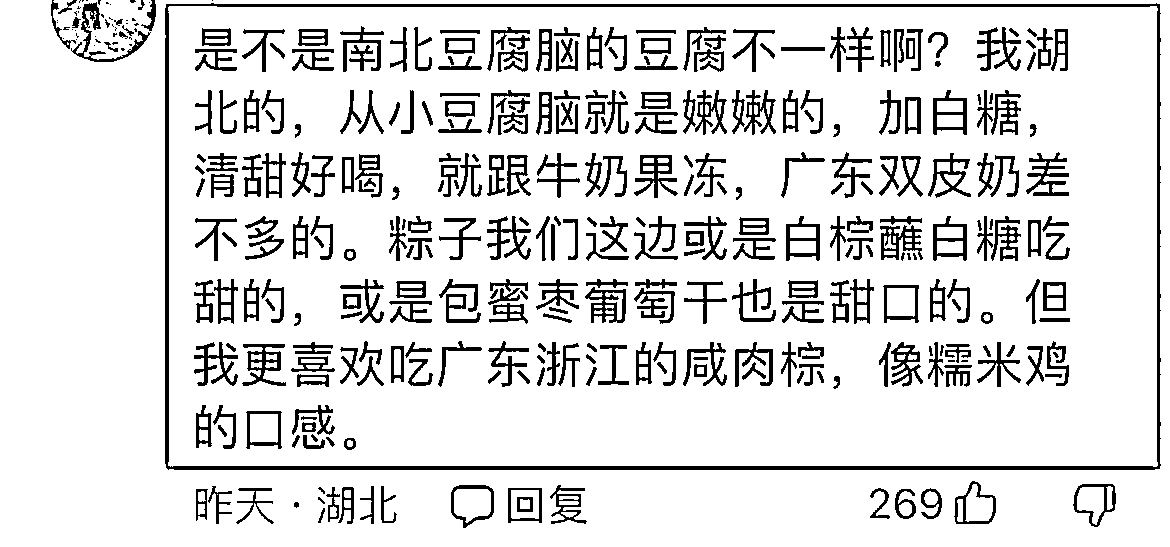 是不是南北豆腐脑的豆腐不一样啊？我湖
北的，从小豆腐脑就是嫩嫩的，加白糖，
清甜好喝，就跟牛奶果冻，广东双皮奶差
不多的。粽子我们这边或是白棕蘸白糖吃
甜的，或是包蜜枣葡萄干也是甜口的。但
我更喜欢吃广东浙江的咸肉棕，像糯米鸡
的口感。
昨天·湖北 回复 269